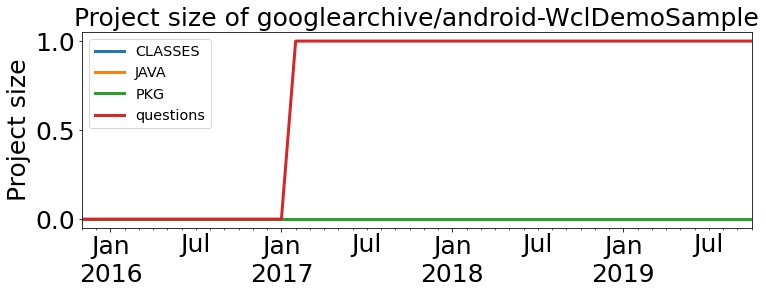 Project size of googlearchive/android-WclDemoSample
Project size
1.0
0.5
0.0
CLASSES
JAVA
PKG
questions
Jan Jul Jan Jul Jan Jul Jan Jul
2016 2017 2018 2019